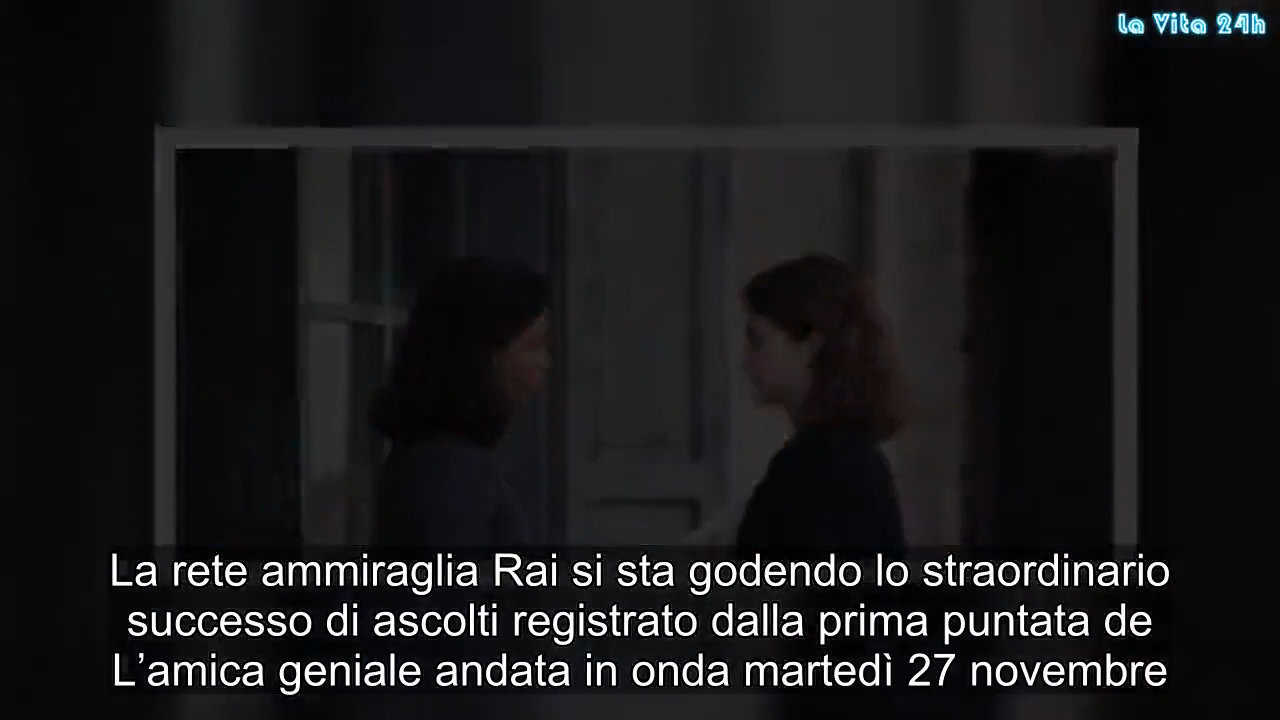 La Vita 24h
La rete ammiraglia Rai si sta godendo lo straordinario
successo di ascolti registrato dalla prima puntata de
L’amica geniale andata in onda martedì 27 novembre